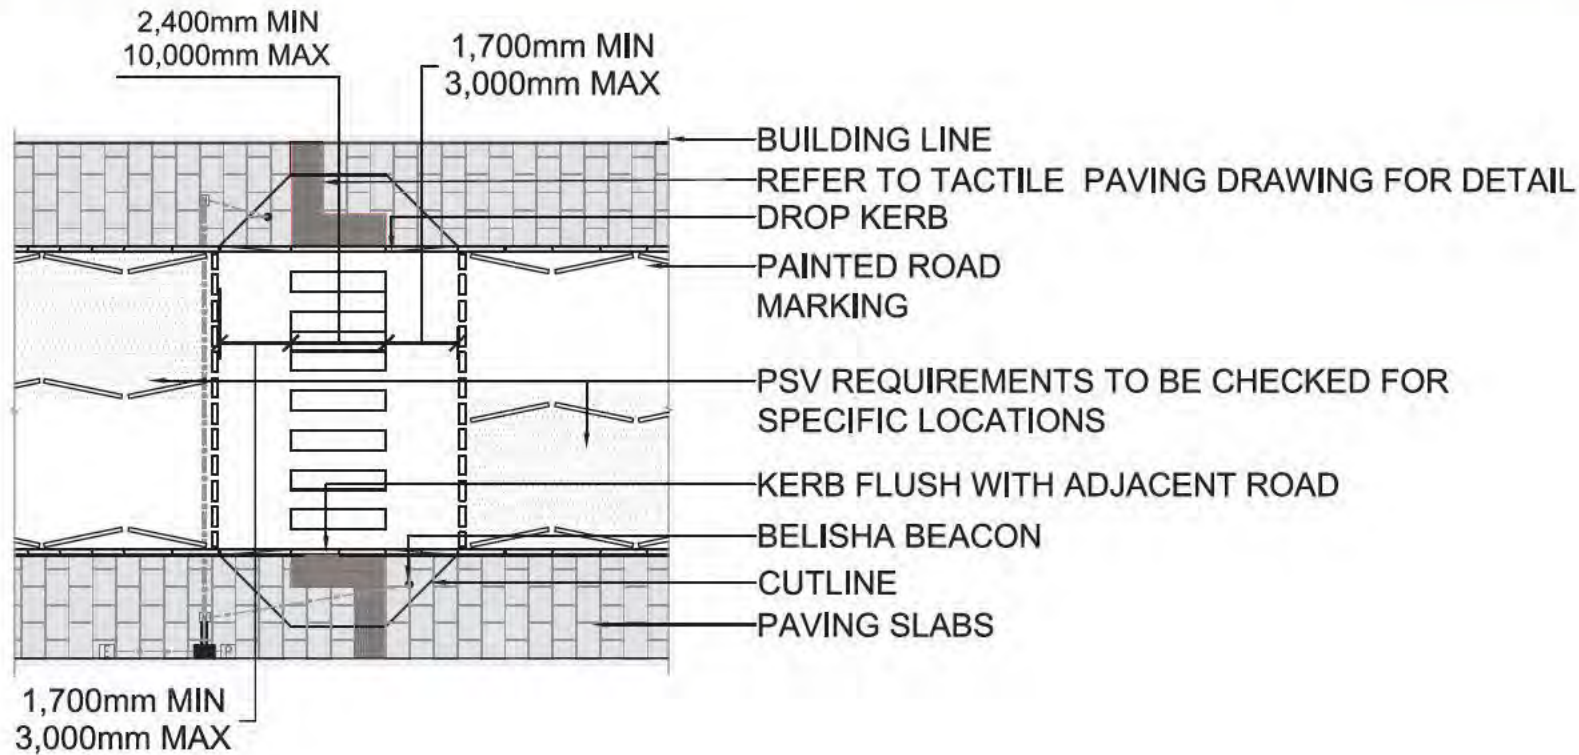 2,400mm MIN
10,000mm MAX
1,700mm MIN
3,000mm MAX
BUILDING LINE
REFER TO TACTILE PAVING DRAWING FOR DETAIL
DROP KERB
PAINTED ROAD
MARKING
PSV REQUIREMENTS TO BE CHECKED FOR
SPECIFIC LOCATIONS
KERB FLUSH WITH ADJACENT ROAD
BELISHA BEACON
CUTLINE
PAVING SLABS
E
P
1,700mm MIN
3,000mm MAX